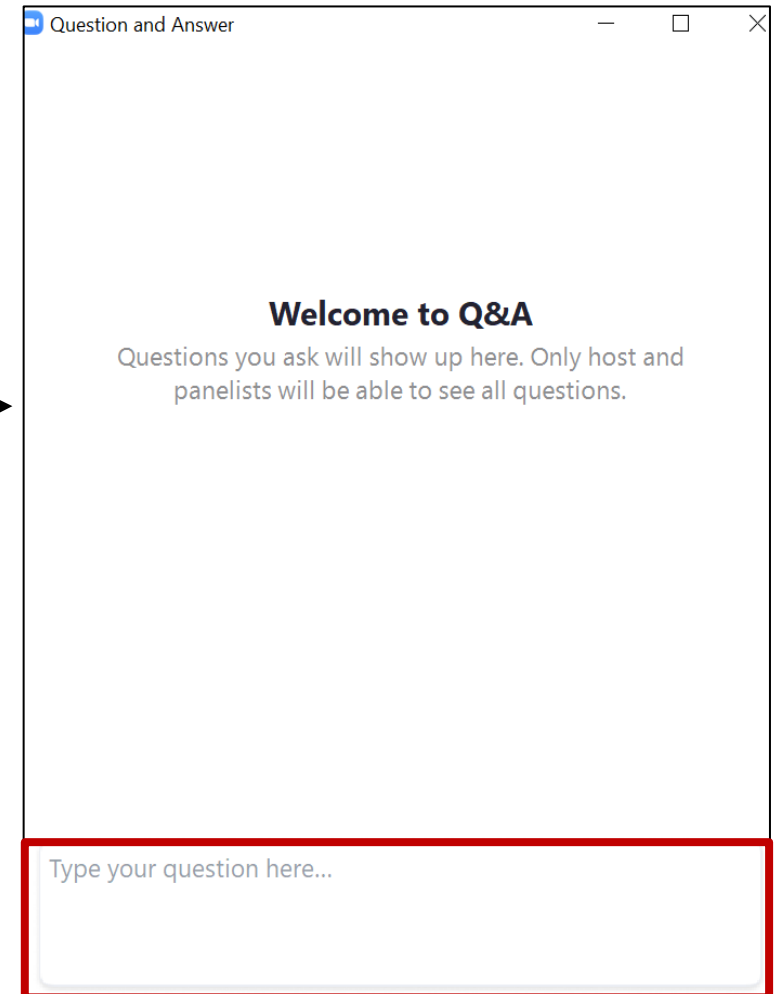 Question and Answer
Welcome to Q&A
Questions you ask will show up here. Only host and
panelists will be able to see all questions.
Type your question here...